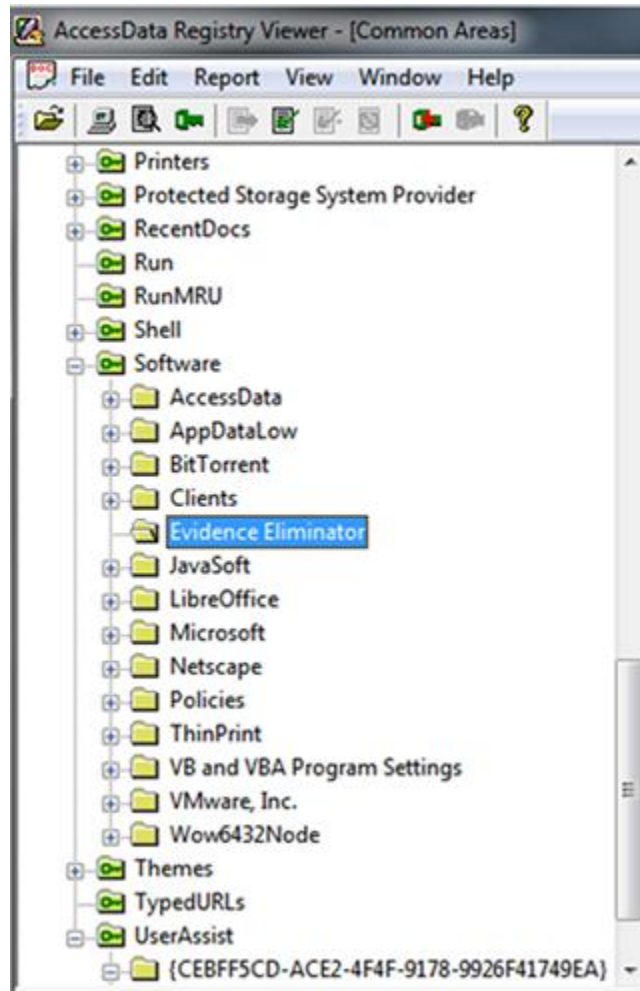 AccessData Registry Viewer - [Common Areas]
File Edit Report View Window Help
Printers
Protected Storage System Provider
RecentDocs
Run
RunMRU
Shell
Software
AccessData
AppDataLow
BitTorrent
Clients
Evidence Eliminator
JavaSoft
LibreOffice
Microsoft
Netscape
Policies
ThinPrint
VB and VBA Program Settings
VMware, Inc.
Wow6432Node
Themes
TypedURLs
UserAssist
{CEBFF5CD-ACE2-4F4F-9178-9926F41749EA}